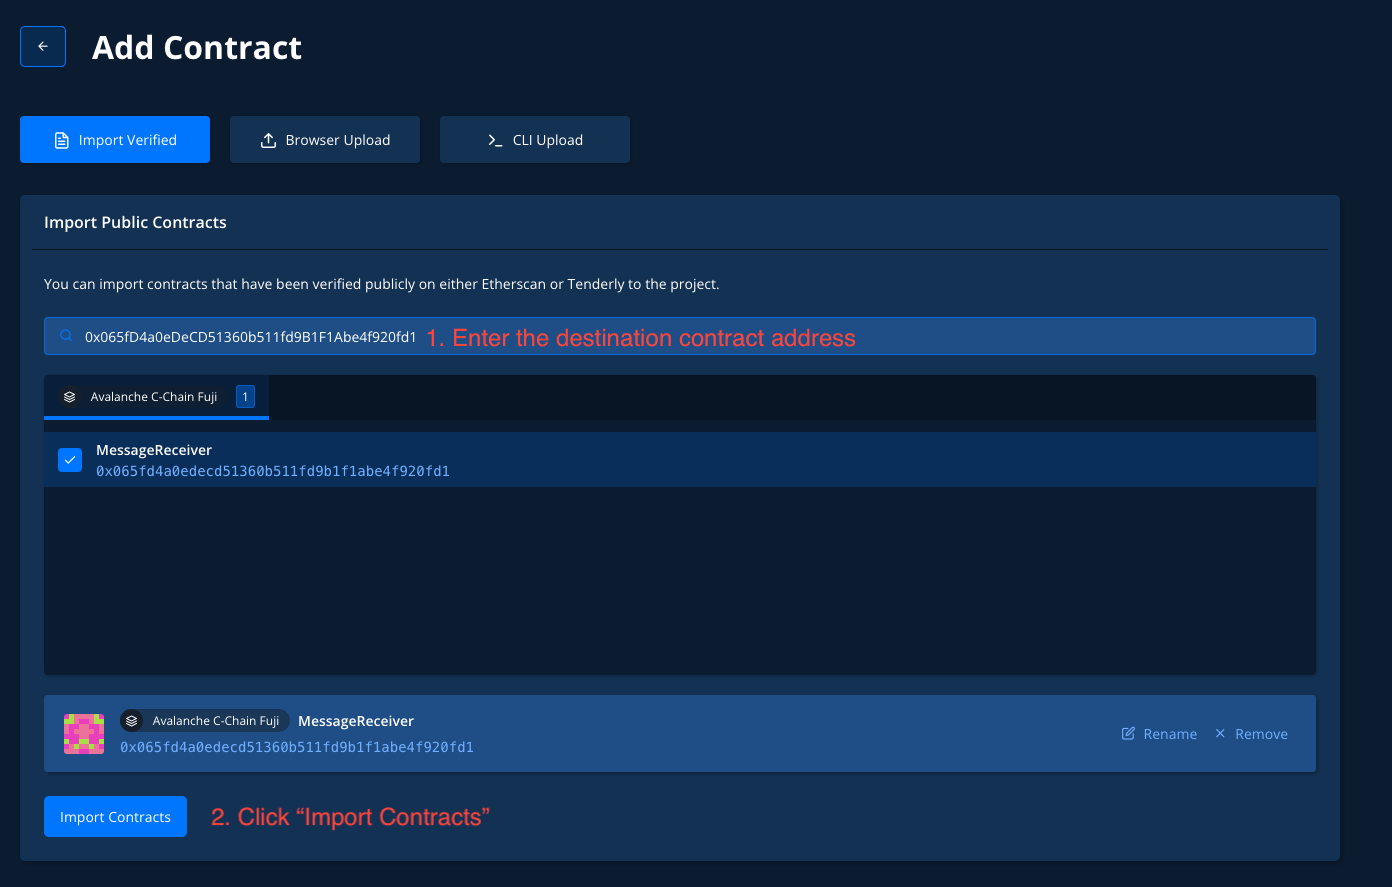 Add Contract
Import Verified
Browser Upload
CLI Upload
Import Public Contracts
You can import contracts that have been verified publicly on either Etherscan or Tenderly to the project.
0x065fD4a0eDeCD51360b511fd9B1F1Abe4f920fd1 1. Enter the destination contract address
Avalanche C-Chain Fuji 1
MessageReceiver
0x065fd4a0edecd51360b511fd9b1f1abe4f920fd1
Avalanche C-Chain Fuji MessageReceiver
0x065fd4a0edecd51360b511fd9b1f1abe4f920fd1
Rename
Remove
Import Contracts 2. Click “Import Contracts”